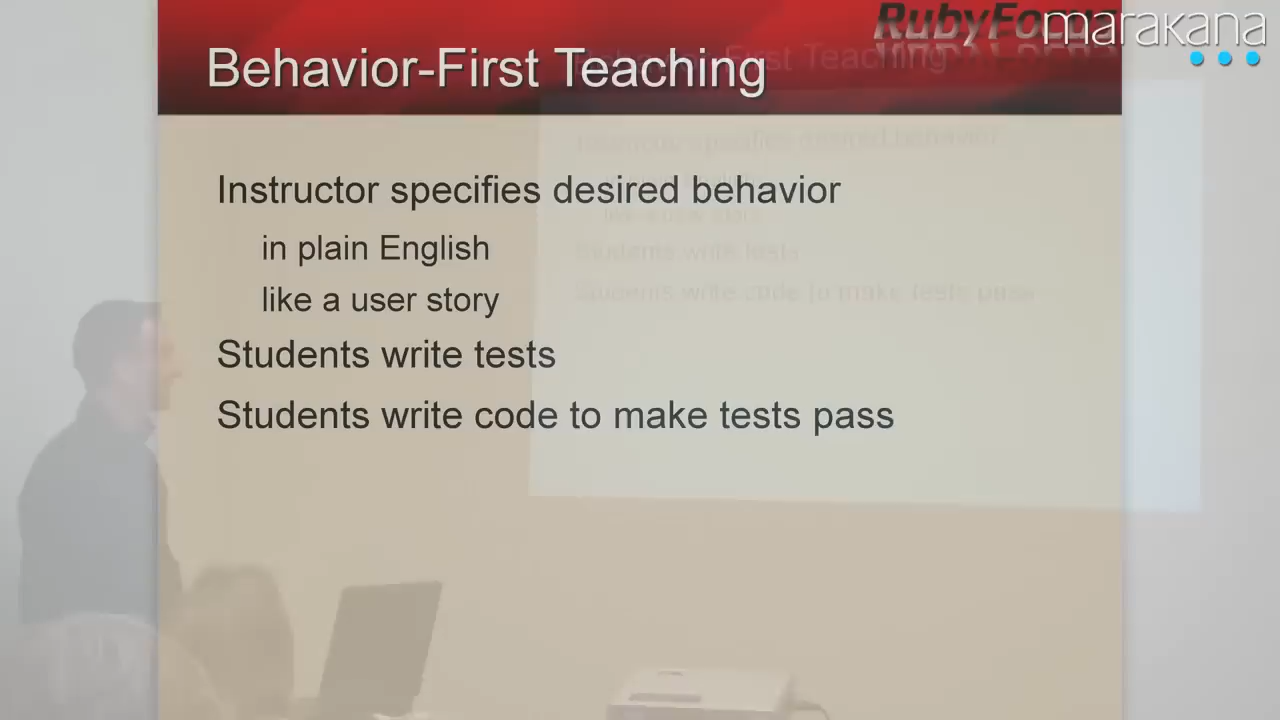 RubyFocus
marakana
Behavior-First Teaching
Instructor specifies desired behavior
in plain English
like a user story
Students write tests
Students write code to make tests pass